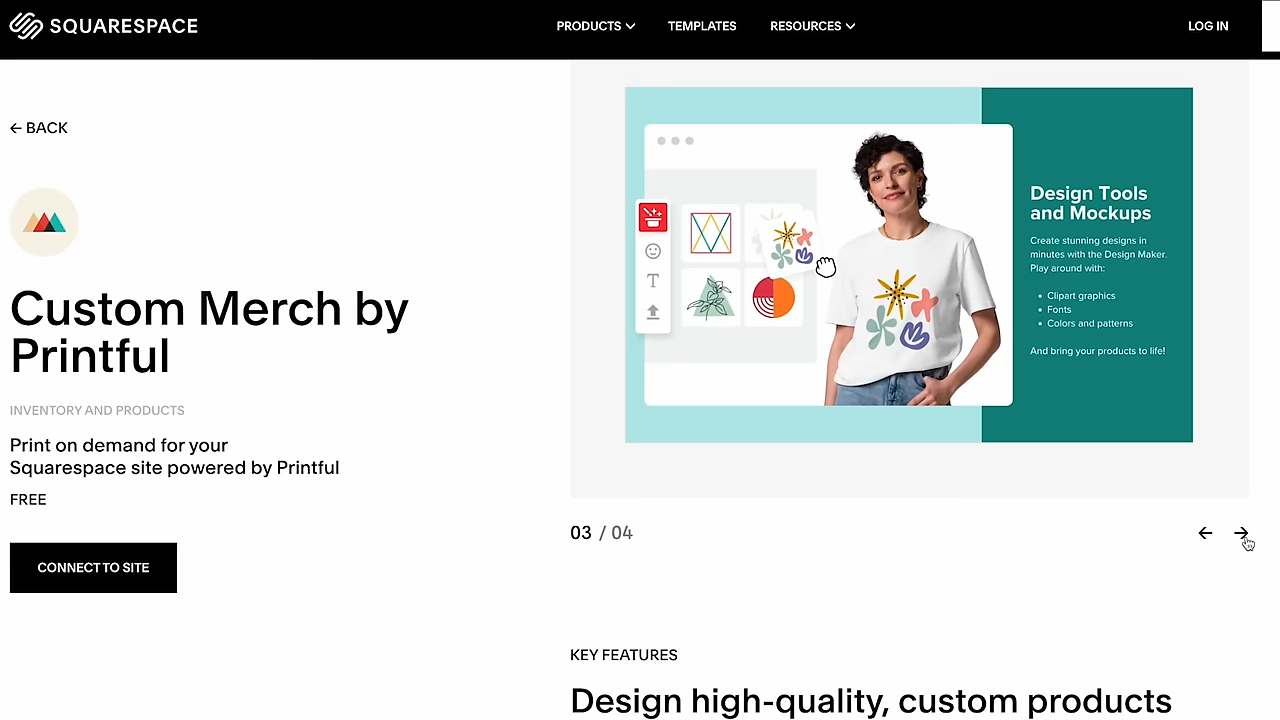 SQUARESPACE
PRODUCTS
TEMPLATES
RESOURCES
LOG IN
← BACK
Custom Merch by
Printful
INVENTORY AND PRODUCTS
Print on demand for your
Squarespace site powered by Printful
FREE
CONNECT TO SITE
T
Design Tools
and Mockups
Create stunning designs in
minutes with the Design Maker.
Play around with:
• Clipart graphics
• Fonts
• Colors and patterns
And bring your products to life!
03 / 04
KEY FEATURES
Design high-quality, custom products